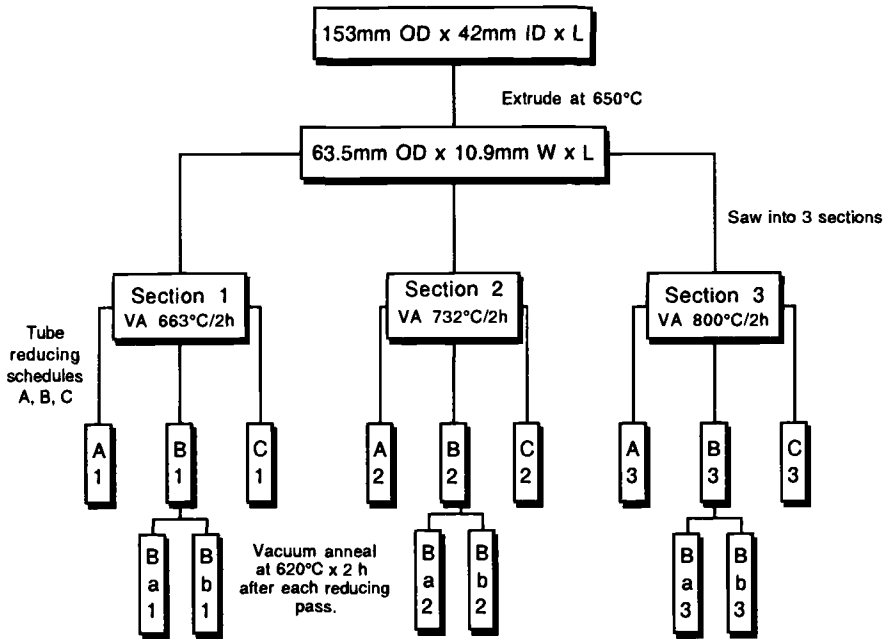 153mm OD x 42mm ID x L
Extrude at 650°C
63.5mm OD x 10.9mm W x L
Saw into 3 sections
Section 1
VA 663°C/2h
Section 2
VA 732°C/2h
Section 3
VA 800°C/2h
Tube
reducing
schedules
A, B, C
A
1
B
1
C
1
A
2
B
2
C
2
A
3
B
3
C
3
B
a
1
B
b
1
Vacuum anneal
at 620°C x 2 h
after each reducing
pass.
B
a
2
B
b
2
B
a
3
B
b
3